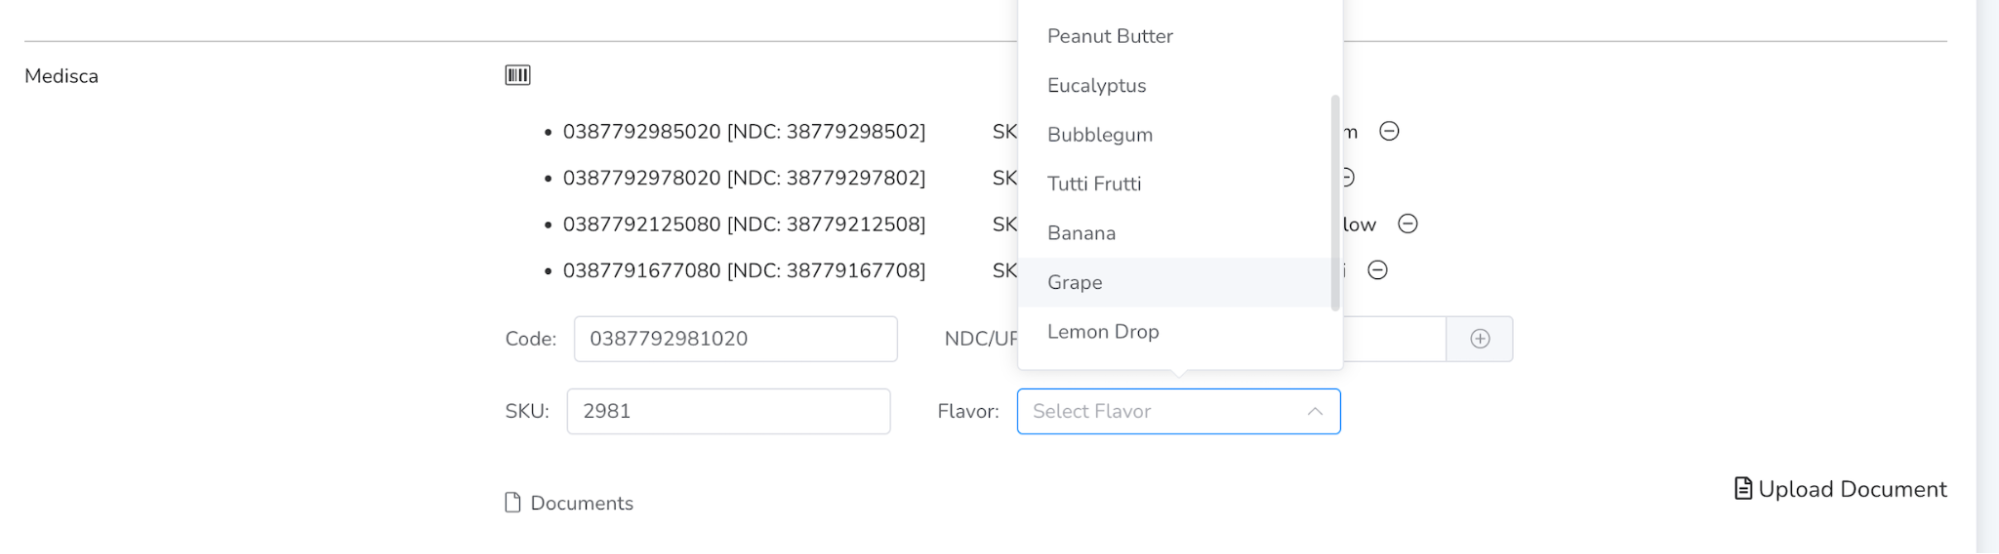 Peanut Butter
Medisca
Eucalyptus
0387792985020 [NDC: 38779298502] SK m
Bubblegum
0387792978020 [NDC: 38779297802] SK
Tutti Frutti
0387792125080 [NDC: 38779212508] SK low
Banana
0387791677080 [NDC: 38779167708] SK i
Grape
Lemon Drop
Code: 0387792981020 NDC/UP
SKU: 2981 Flavor: Select Flavor
Upload Document
Documents